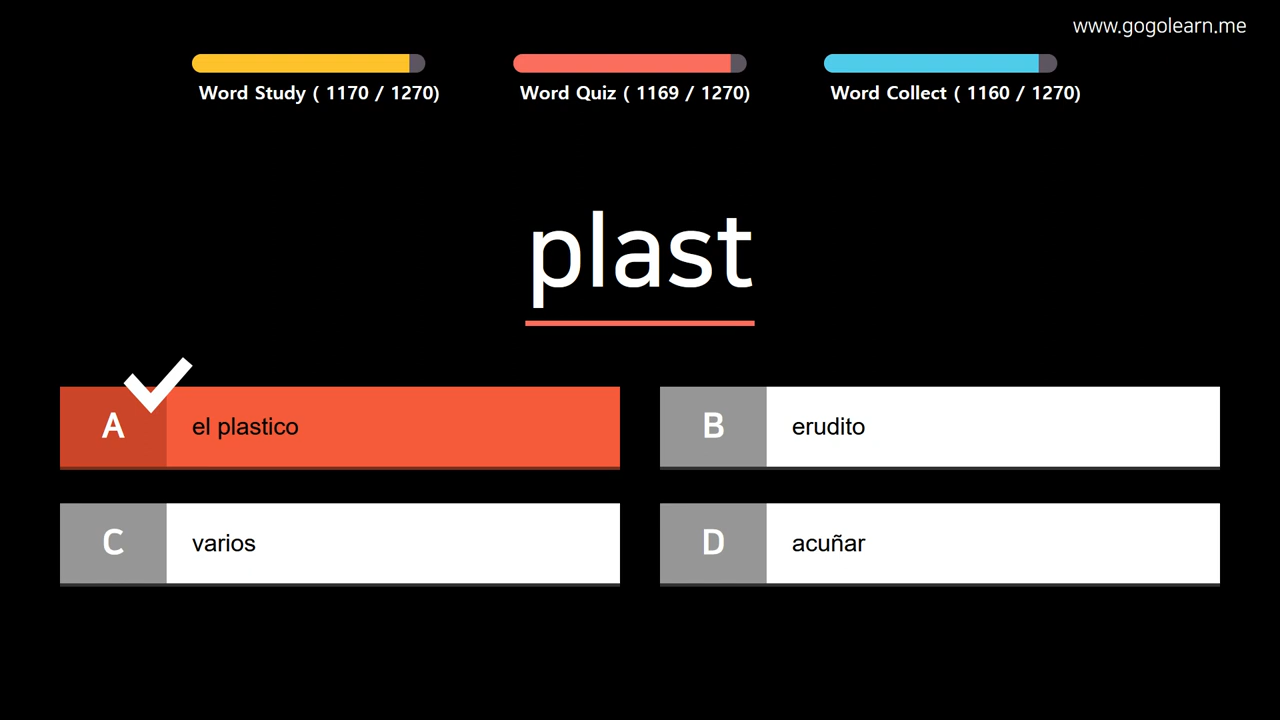 www.gogolearn.me
Word Study ( 1170 / 1270)
Word Quiz ( 1169 / 1270)
Word Collect ( 1160 / 1270)
plast
A el plastico
B erudito
C varios
D acuñar